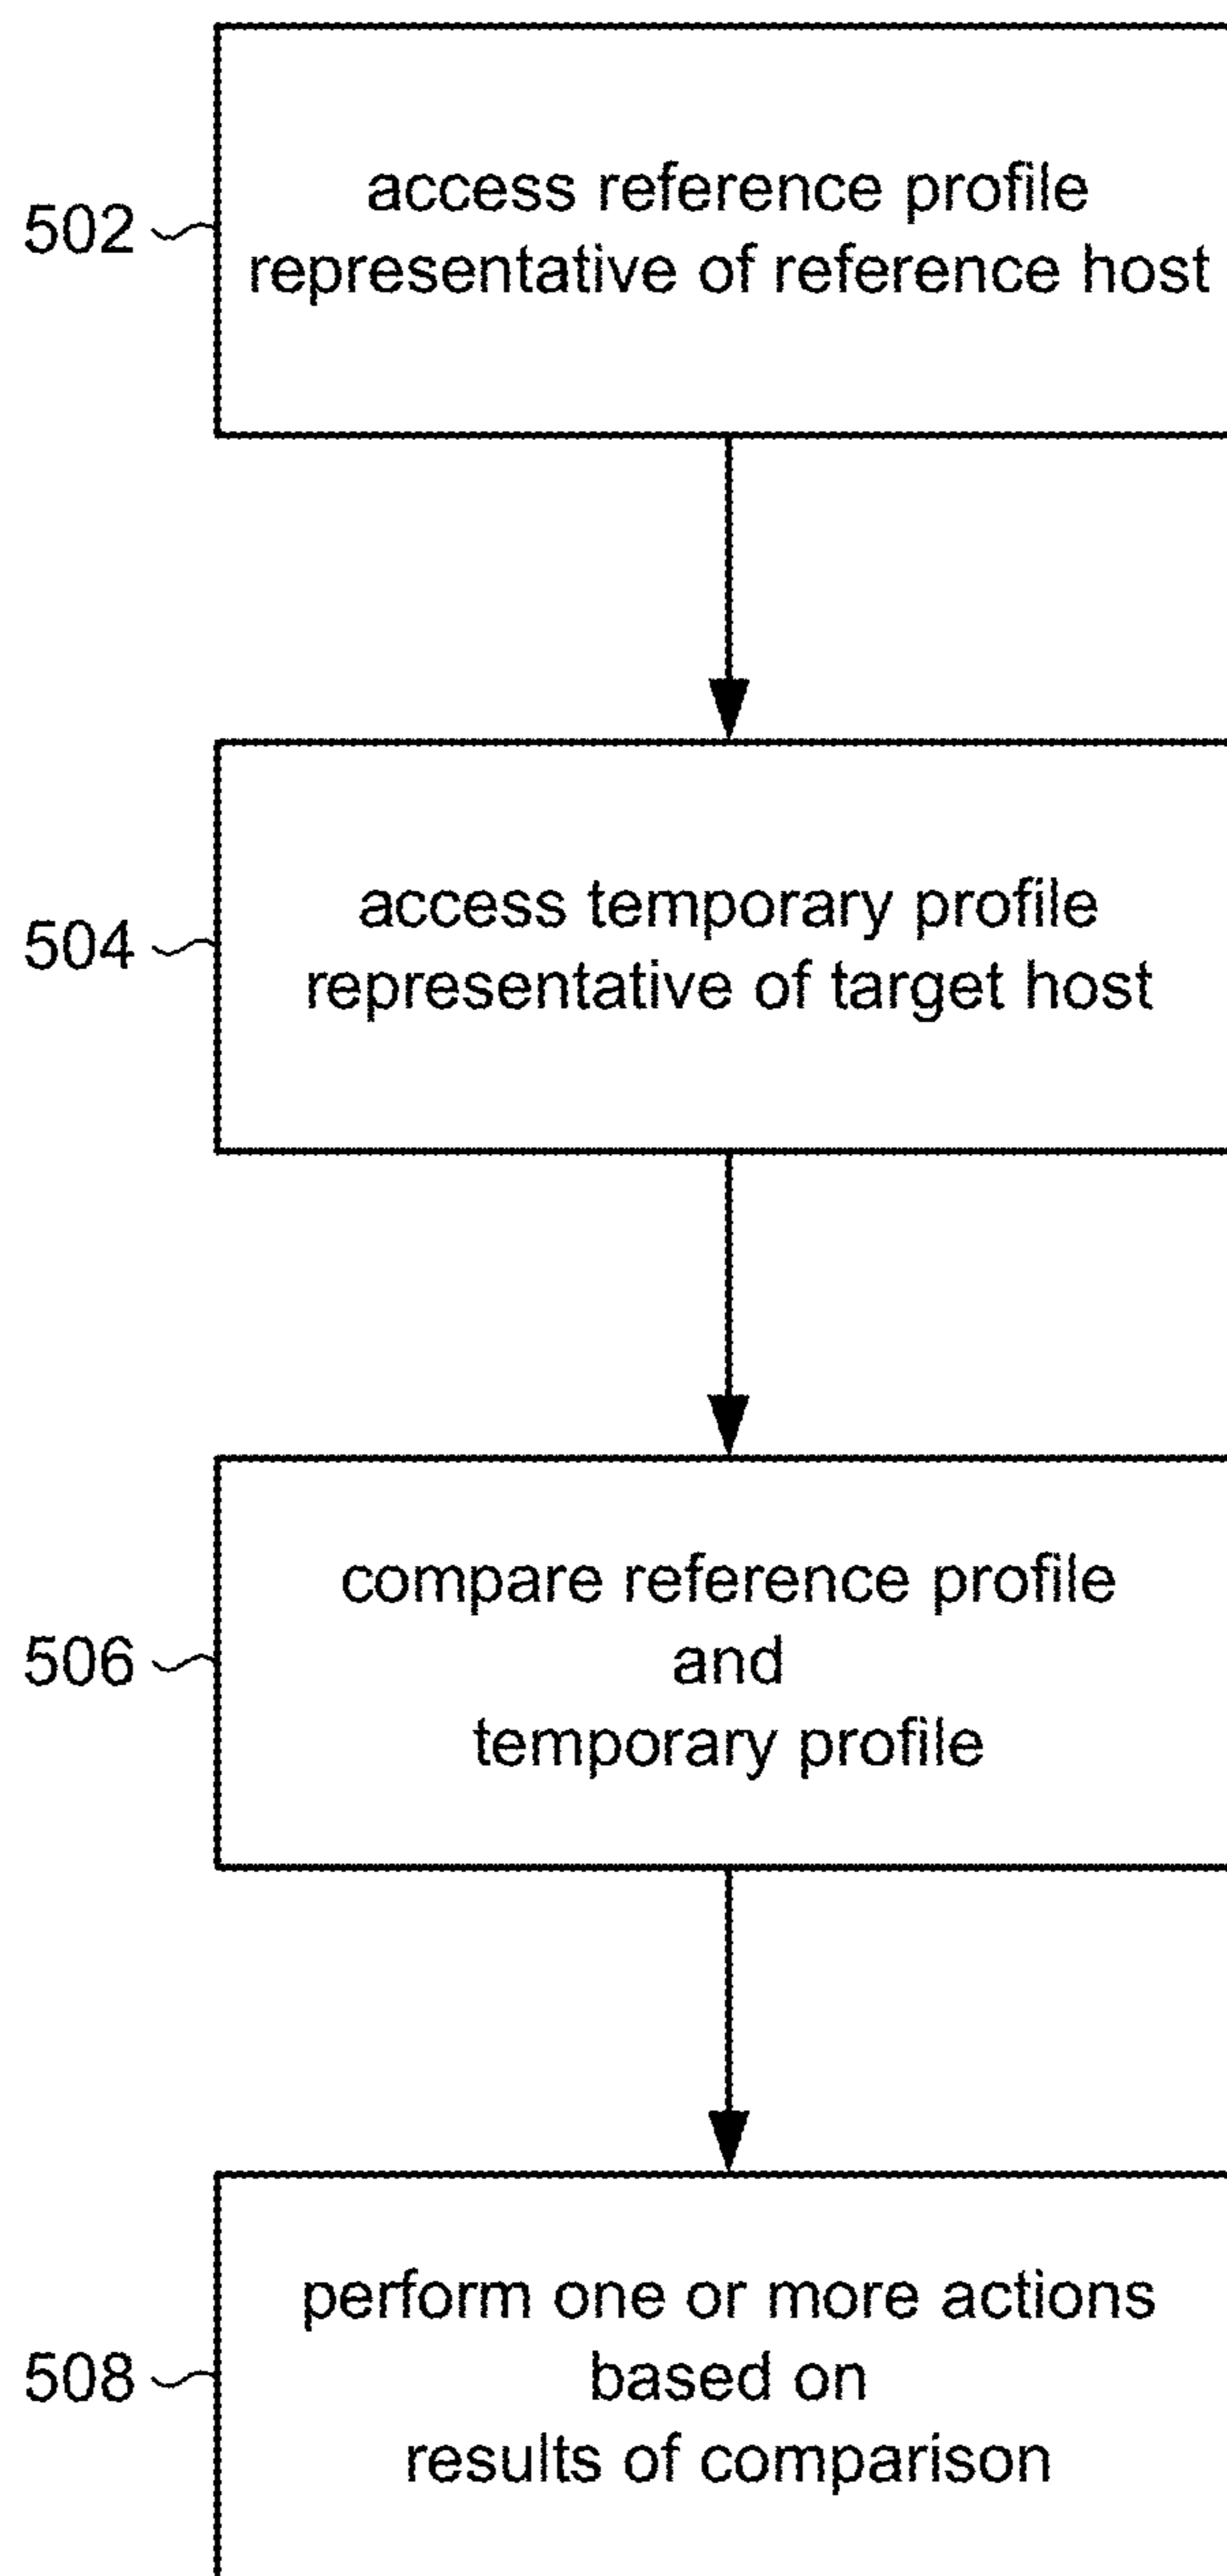 access reference profile
representative of reference host
502
access temporary profile
representative of target host
504
compare reference profile
and
temporary profile
506
perform one or more actions
based on
results of comparison
508